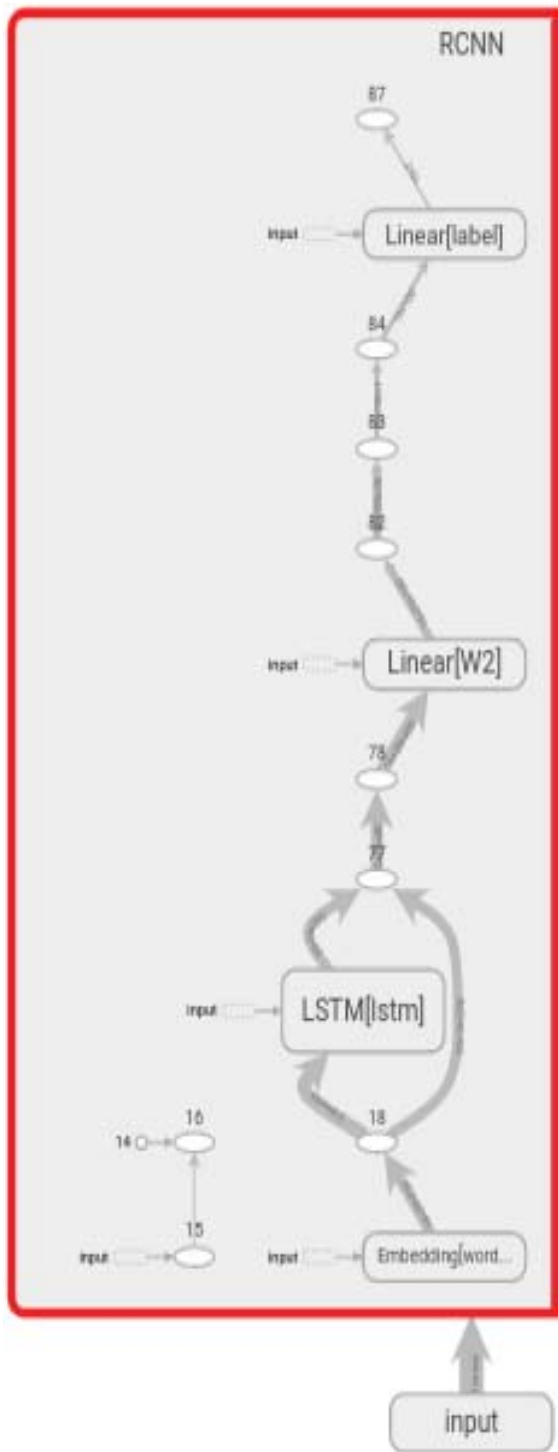 RCNN
87
input
Linear[label]
84
83
input
Linear[W2]
78
77
input
LSTM[lstm]
16
18
14
15
input
input
Embedding[word...
input